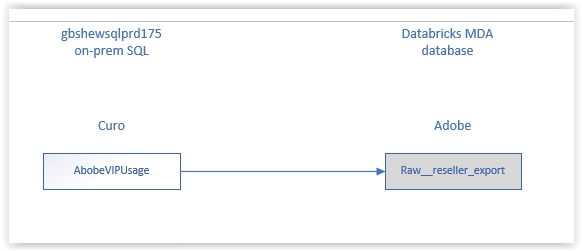 gbshewsqlprd175
on-prem SQL
Databricks MDA
database
Curo
Adobe
AbobeVIPUsage
Raw__reseller_export